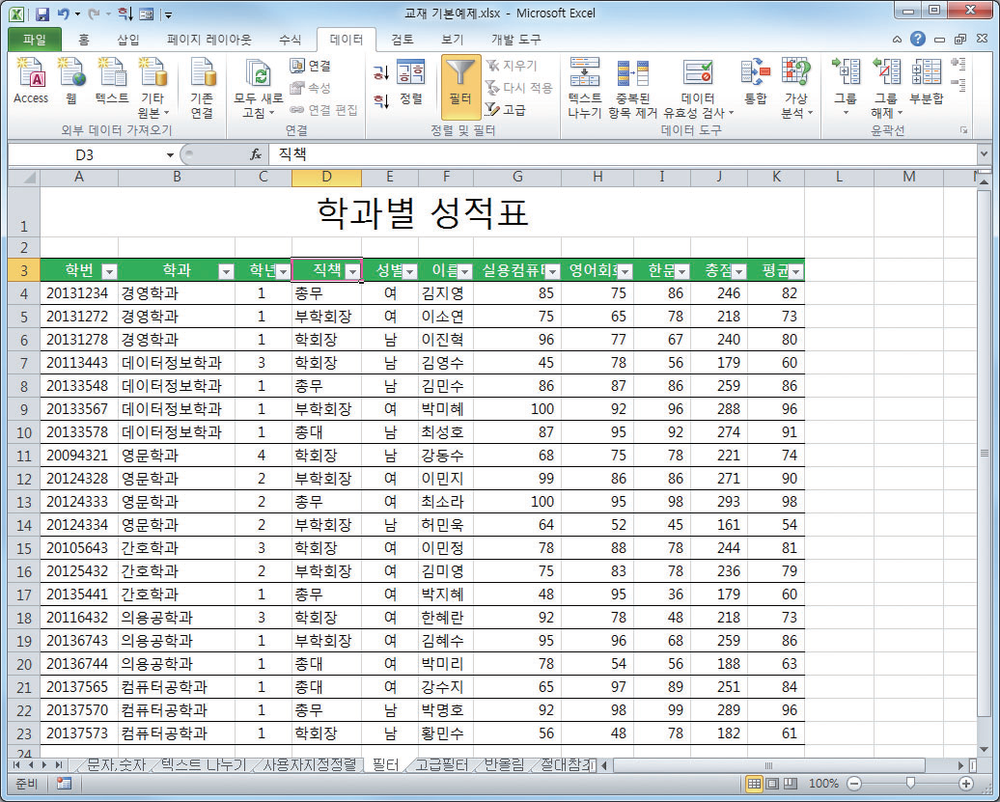 교재 기본예제.xlsx - Microsoft Excel
파일 홈 삽입 페이지 레이아웃 수식 데이터 검토 보기 개발 도구
Access 웹 텍스트 기타 원본 기존 연결
외부 데이터 가져오기
모두 새로 고침 연결 속성 연결 편집
연결
정렬 필터 지우기 다시 적용 고급
정렬 및 필터
텍스트 나누기 중복된 항목 제거 데이터 유효성 검사 통합 가상 분석
데이터 도구
그룹 그룹 해제 부분합
윤곽선
D3 fx 직책
A B C D E F G H I J K L M
1 학과별 성적표
2
3 학번 학과 학년 직책 성별 이름 실용컴퓨터 영어회화 한문 총점 평균
4 20131234 경영학과 1 총무 여 김지영 85 75 86 246 82
5 20131272 경영학과 1 부학회장 여 이소연 75 65 78 218 73
6 20131278 경영학과 1 학회장 남 이진혁 96 77 67 240 80
7 20113443 데이터정보학과 3 학회장 남 김영수 45 78 56 179 60
8 20133548 데이터정보학과 1 총무 남 김민수 86 87 86 259 86
9 20133567 데이터정보학과 1 부학회장 여 박미혜 100 92 96 288 96
10 20133578 데이터정보학과 1 총대 남 최성호 87 95 92 274 91
11 20094321 영문학과 4 학회장 남 강동수 68 75 78 221 74
12 20124328 영문학과 2 부학회장 여 이민지 99 86 86 271 90
13 20124333 영문학과 2 총무 여 최소라 100 95 98 293 98
14 20124334 영문학과 2 부학회장 남 허민욱 64 52 45 161 54
15 20105643 간호학과 3 학회장 여 이민정 78 88 78 244 81
16 20125432 간호학과 2 부학회장 여 김미영 75 83 78 236 79
17 20135441 간호학과 1 총무 여 박지혜 48 95 36 179 60
18 20116432 의용공학과 3 학회장 여 한혜란 92 78 48 218 73
19 20136743 의용공학과 1 부학회장 여 김혜수 95 96 68 259 86
20 20136744 의용공학과 1 총대 여 박미리 78 54 56 188 63
21 20137565 컴퓨터공학과 1 총대 여 강수지 65 97 89 251 84
22 20137570 컴퓨터공학과 1 총무 남 박명호 92 98 99 289 96
23 20137573 컴퓨터공학과 1 학회장 남 황민수 56 48 78 182 61
24
문자,숫자 텍스트 나누기 사용자지정정렬 필터 고급필터 반올림 절대참조
준비 100%